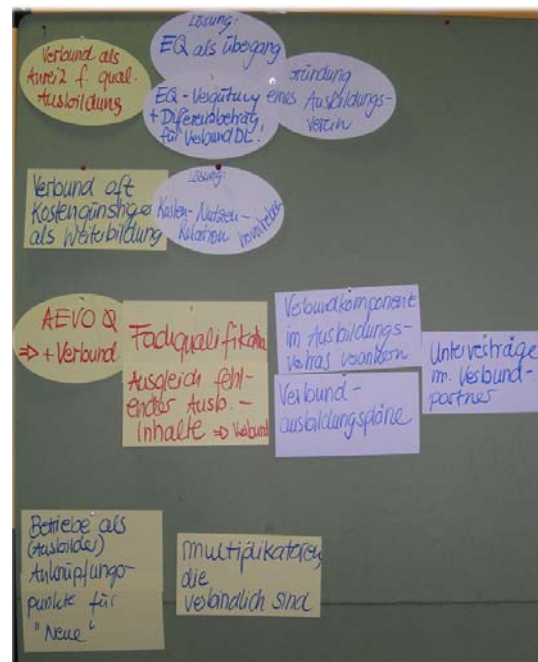 Verbund als
Anreiz f. qual.
Ausbildung
Lösung:
EQ als Übergang
EQ-Vergütung
+ Differenzbetrag
für Verbund DL!
Gründung
eines Ausbildungs-
verein
Verbund oft
Kostengünstiger
als Weiterbildung
Lösung:
Kosten-Nutzen-
Relation
AEVO Q
⇒ + Verbund
Fachqualifikation
Ausgleich fehl-
ender Ausb.-
Inhalte ⇒ Verbund
Verbundkomponente
im Ausbildungs-
vertrag verankern
Verbund-
ausbildungspläne
Unterverträge
m. Verbund-
partner
Betriebe als
(Ausbilder)
Anknüpfungs-
punkte für
"Neue"
Multiplikatoren,
die
verbindlich sind